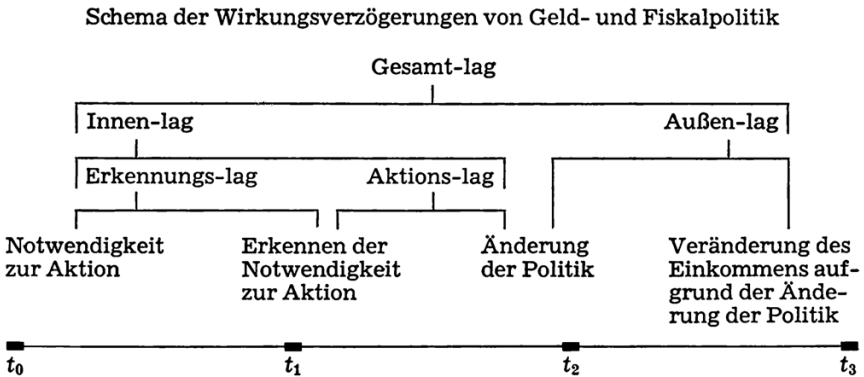 Schema der Wirkungsverzögerungen von Geld- und Fiskalpolitik
Gesamt-lag
Innen-lag
Außen-lag
Erkennungs-lag
Aktions-lag
Notwendigkeit
zur Aktion
Erkennen der
Notwendigkeit
zur Aktion
Änderung
der Politik
Veränderung des
Einkommens auf-
grund der Ände-
rung der Politik
t0
t1
t2
t3